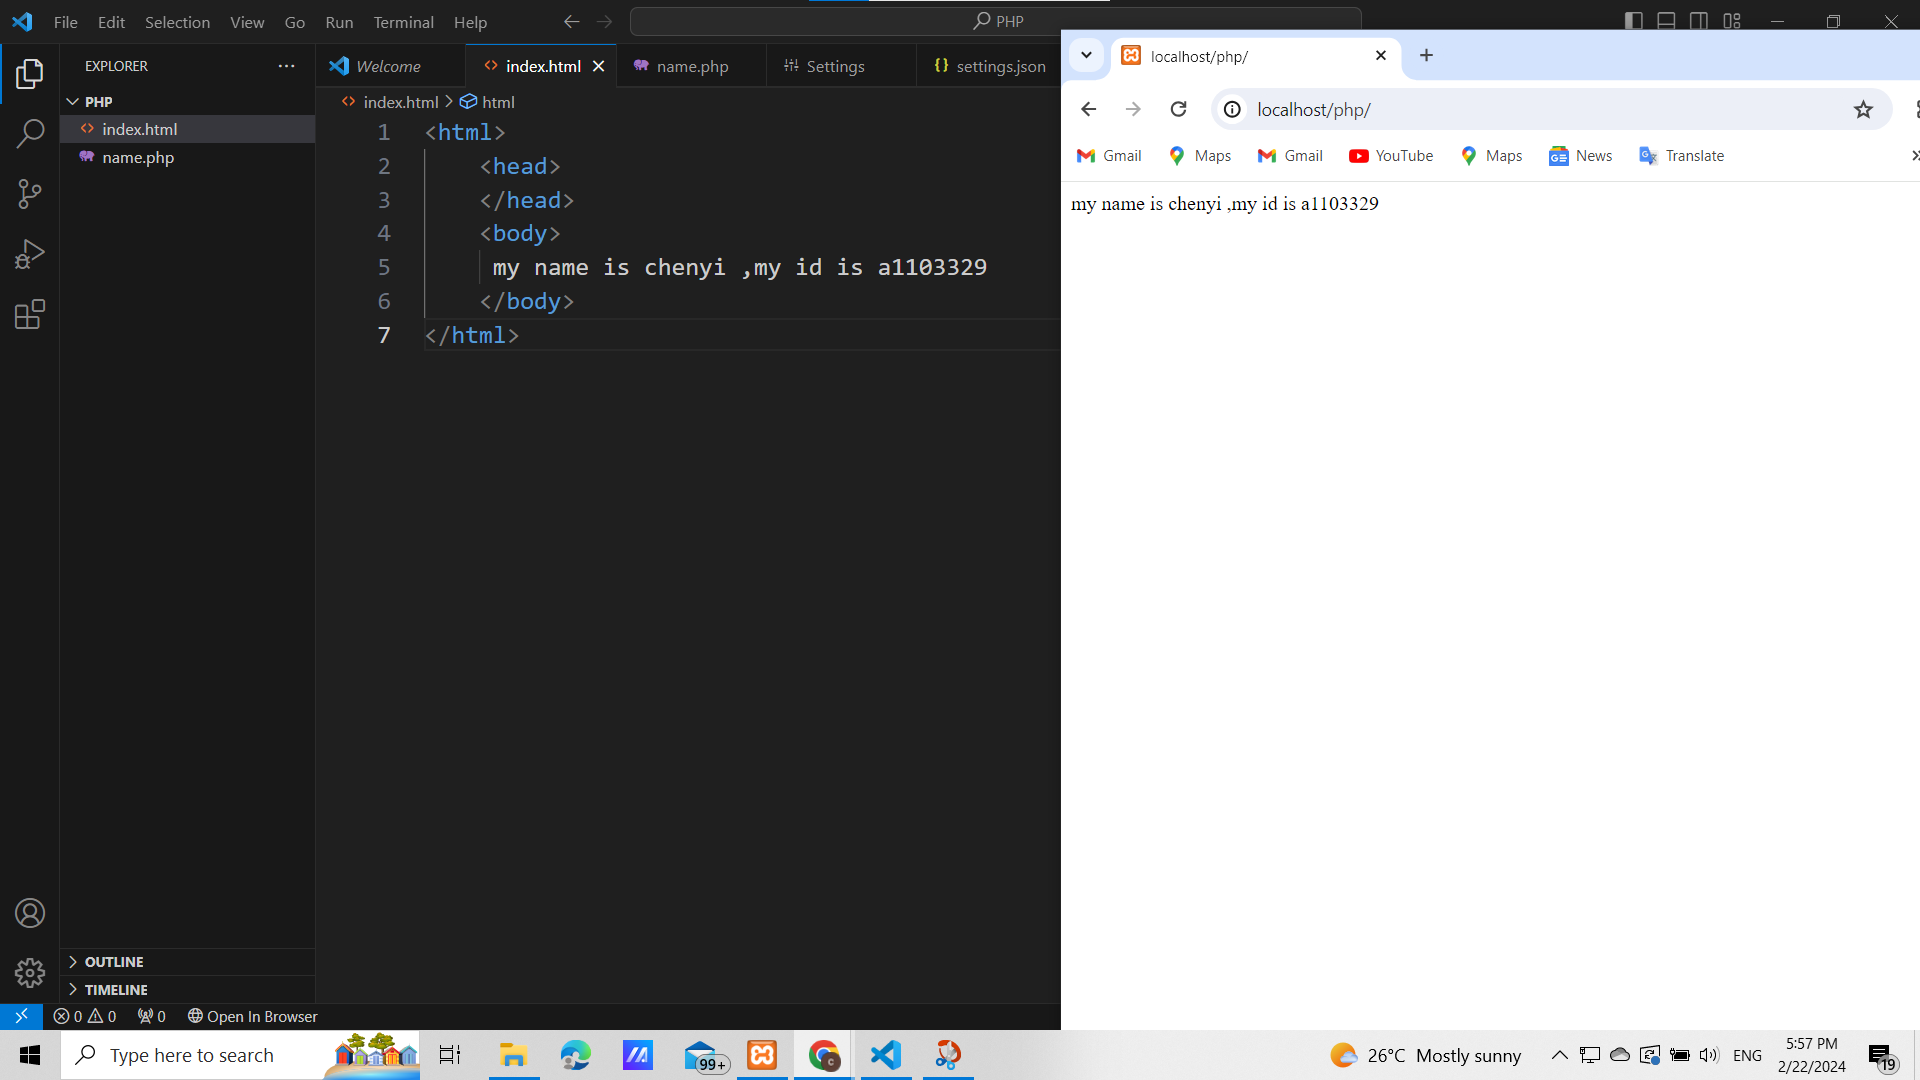 File Edit Selection View Go Run Terminal Help
PHP
EXPLORER
PHP
index.html
name.php
OUTLINE
TIMELINE
Welcome index.html name.php Settings settings.json
index.html html
1 <html>
2 <head>
3 </head>
4 <body>
5 my name is chenyi ,my id is a1103329
6 </body>
7 </html>
0 0 0 Open In Browser
localhost/php/
localhost/php/
Gmail Maps Gmail YouTube Maps News Translate
my name is chenyi ,my id is a1103329
Type here to search
99+
C
26°C Mostly sunny
ENG
5:57 PM
2/22/2024
19